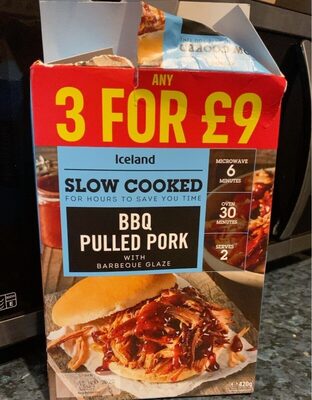 COOKED
ANY
3 FOR £9
Iceland
SLOW COOKED
FOR HOURS TO SAVE YOU TIME
BBQ
PULLED PORK
WITH
BARBEQUE GLAZE
MICROWAVE
6
MINUTES
OVEN
30
MINUTES
SERVES
2
420g